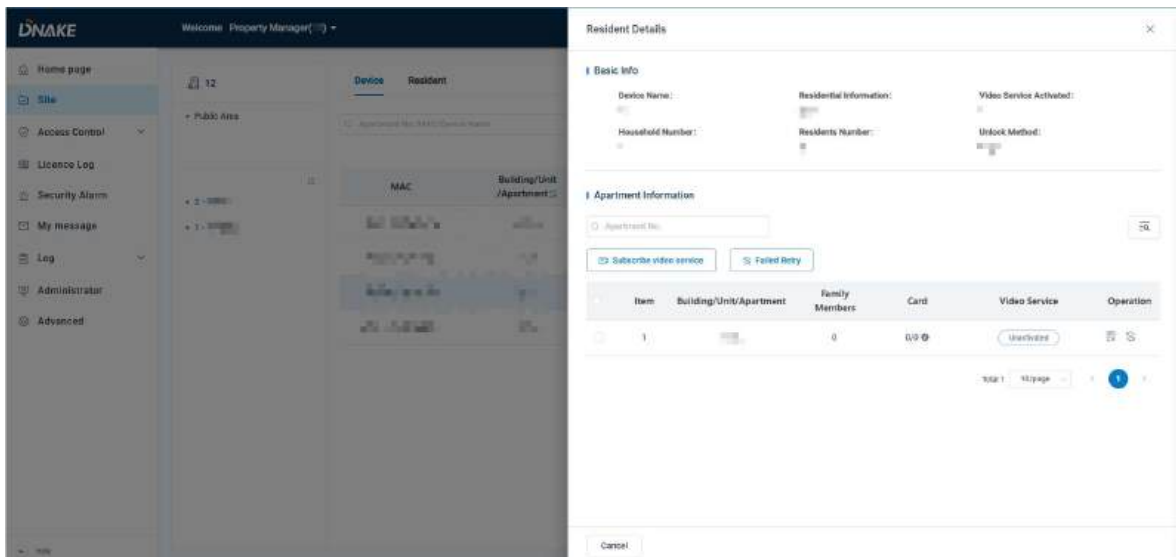 DNAKE
Welcome Property Manager( ) 
Home page
Site
Access Control
Licence Log
Security Alarm
My message
Log
Administrator
Advanced
12
Public Area
Device Resident
MAC Building/Unit
/Apartment
Resident Details
Basic Info
Device Name: Residential Information: Video Service Activated:
Household Number: Residents Number: Unlock Method:
Apartment Information
Apartment No.
Subscribe video service Failed Retry
Item Building/Unit/Apartment Family
Members Card Video Service Operation
1 0 0/0 Unactivated
Total 1 10/page 1
Cancel